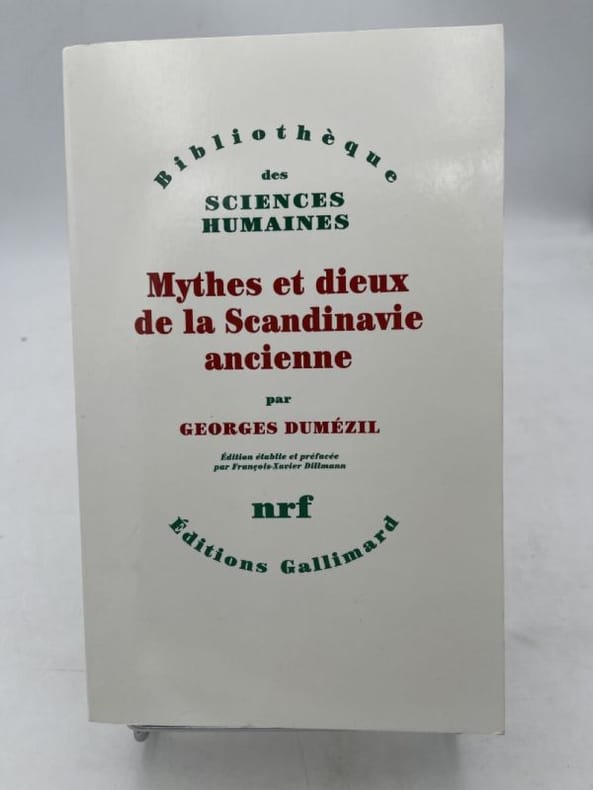 Bibliothèque
des
SCIENCES
HUMAINES
Mythes et dieux
de la Scandinavie
ancienne
par
GEORGES DUMÉZIL
Édition établie et préfacée
par François-Xavier Dillmann
nrf
Éditions Gallimard